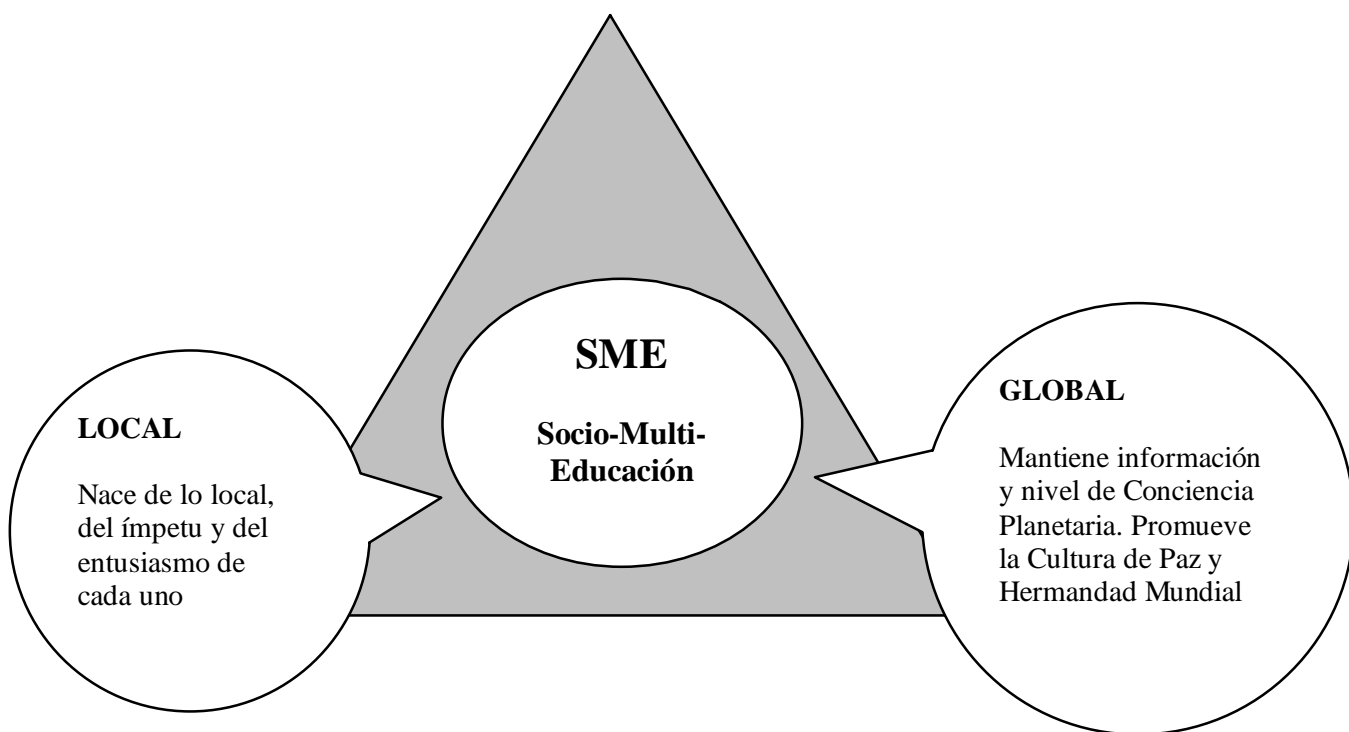 SME
Socio-Multi-
Educación
LOCAL
Nace de lo local,
del ímpetu y del
entusiasmo de
cada uno
GLOBAL
Mantiene información
y nivel de Conciencia
Planetaria. Promueve
la Cultura de Paz y
Hermandad Mundial